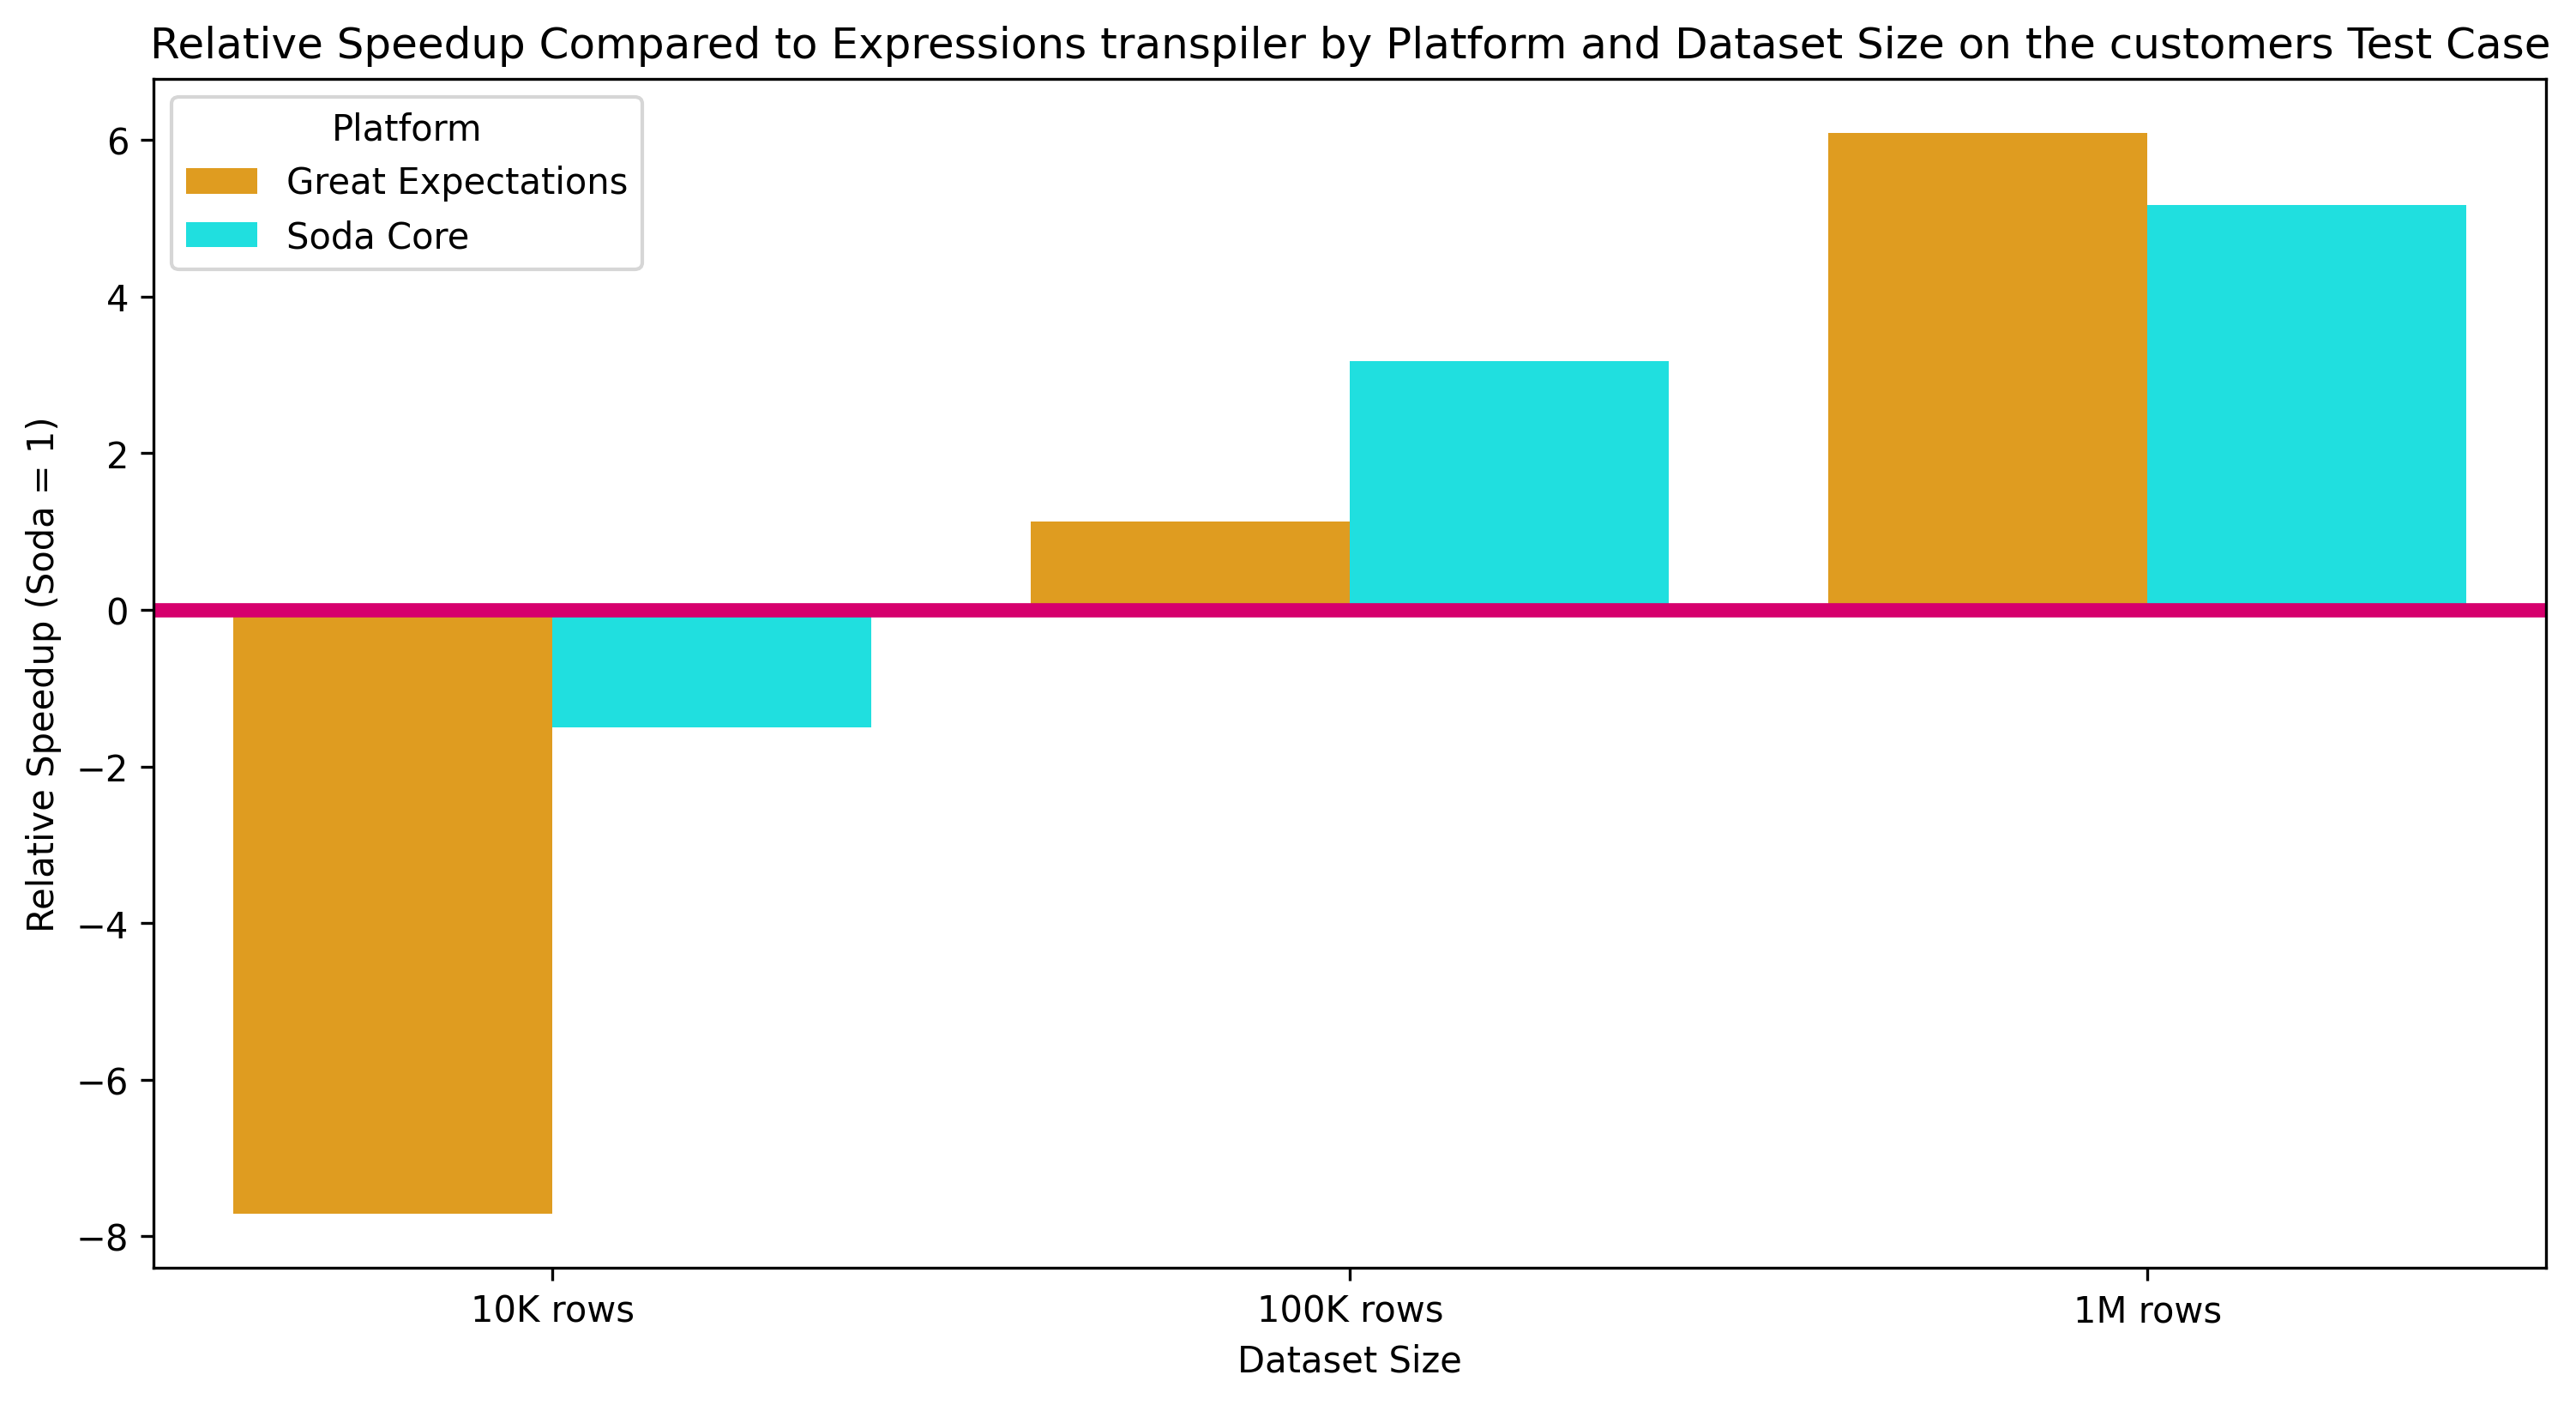 Relative Speedup Compared to Expressions transpiler by Platform and Dataset Size on the customers Test Case
Platform
Great Expectations
Soda Core
Relative Speedup (Soda = 1)
6
4
2
0
−2
−4
−6
−8
10K rows
100K rows
1M rows
Dataset Size